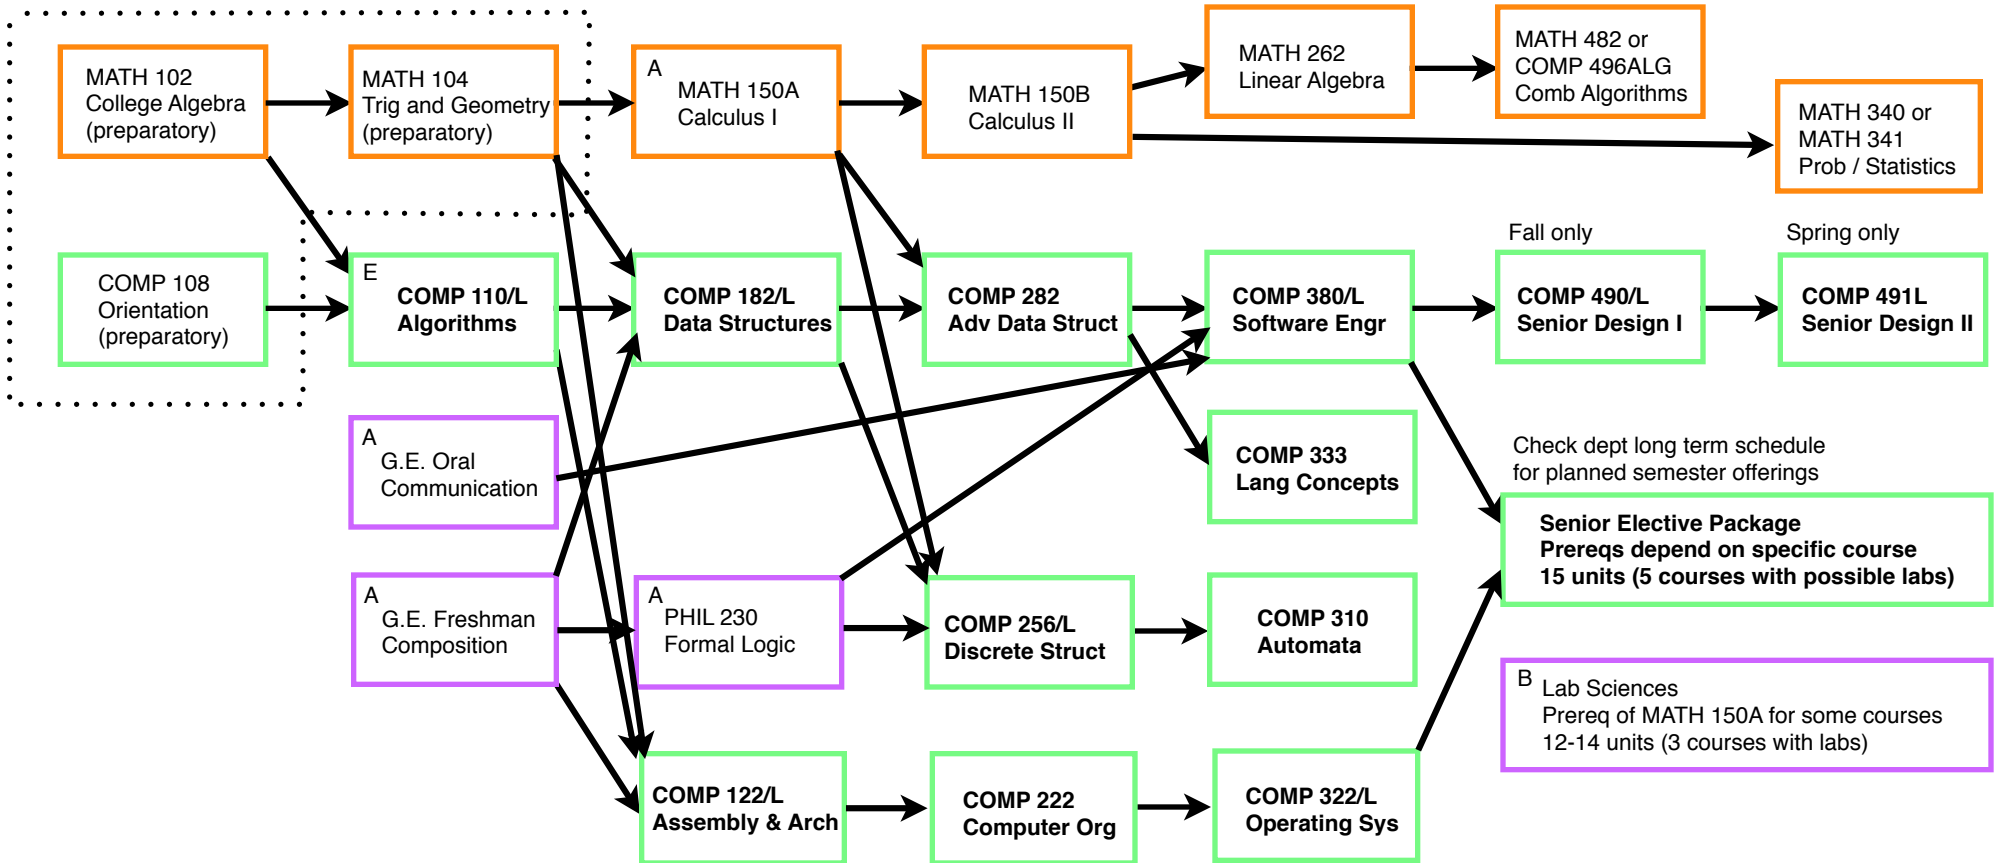 MATH 102
College Algebra
(preparatory)
MATH 104
Trig and Geometry
(preparatory)
A
MATH 150A
Calculus I
MATH 150B
Calculus II
MATH 262
Linear Algebra
MATH 482 or
COMP 496ALG
Comb Algorithms
MATH 340 or
MATH 341
Prob / Statistics
COMP 108
Orientation
(preparatory)
E
COMP 110/L
Algorithms
COMP 182/L
Data Structures
COMP 282
Adv Data Struct
COMP 380/L
Software Engr
Fall only
COMP 490/L
Senior Design I
Spring only
COMP 491L
Senior Design II
A
G.E. Oral
Communication
COMP 333
Lang Concepts
Check dept long term schedule
for planned semester offerings
Senior Elective Package
Prereqs depend on specific course
15 units (5 courses with possible labs)
A
G.E. Freshman
Composition
A
PHIL 230
Formal Logic
COMP 256/L
Discrete Struct
COMP 310
Automata
B
Lab Sciences
Prereq of MATH 150A for some courses
12-14 units (3 courses with labs)
COMP 122/L
Assembly & Arch
COMP 222
Computer Org
COMP 322/L
Operating Sys